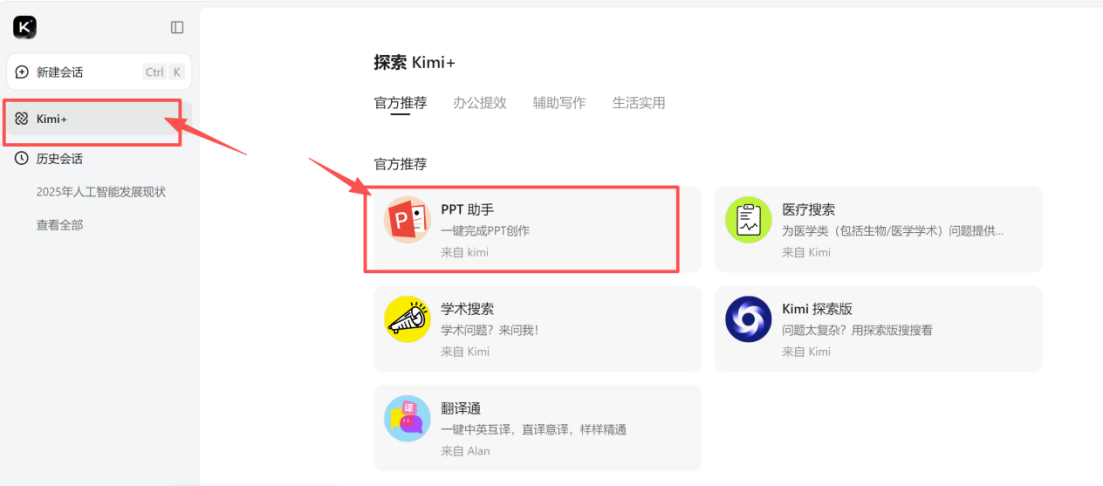 K
新建会话 Ctrl K
Kimi+
历史会话
2025年人工智能发展现状
查看全部
探索 Kimi+
官方推荐 办公提效 辅助写作 生活实用
官方推荐
P
PPT 助手
一键完成PPT创作
来自 kimi
医疗搜索
为医学类（包括生物/医学学术）问题提供...
来自 Kimi
学术搜索
学术问题？来问我！
来自 Kimi
Kimi 探索版
问题太复杂？用探索版搜搜看
来自 Kimi
译
翻译通
一键中英互译，直译意译，样样精通
来自 Alan